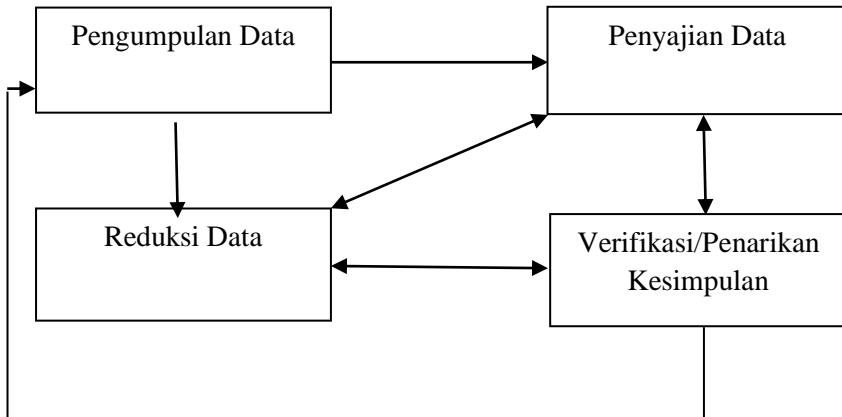 Pengumpulan Data
Penyajian Data
Reduksi Data
Verifikasi/Penarikan
Kesimpulan